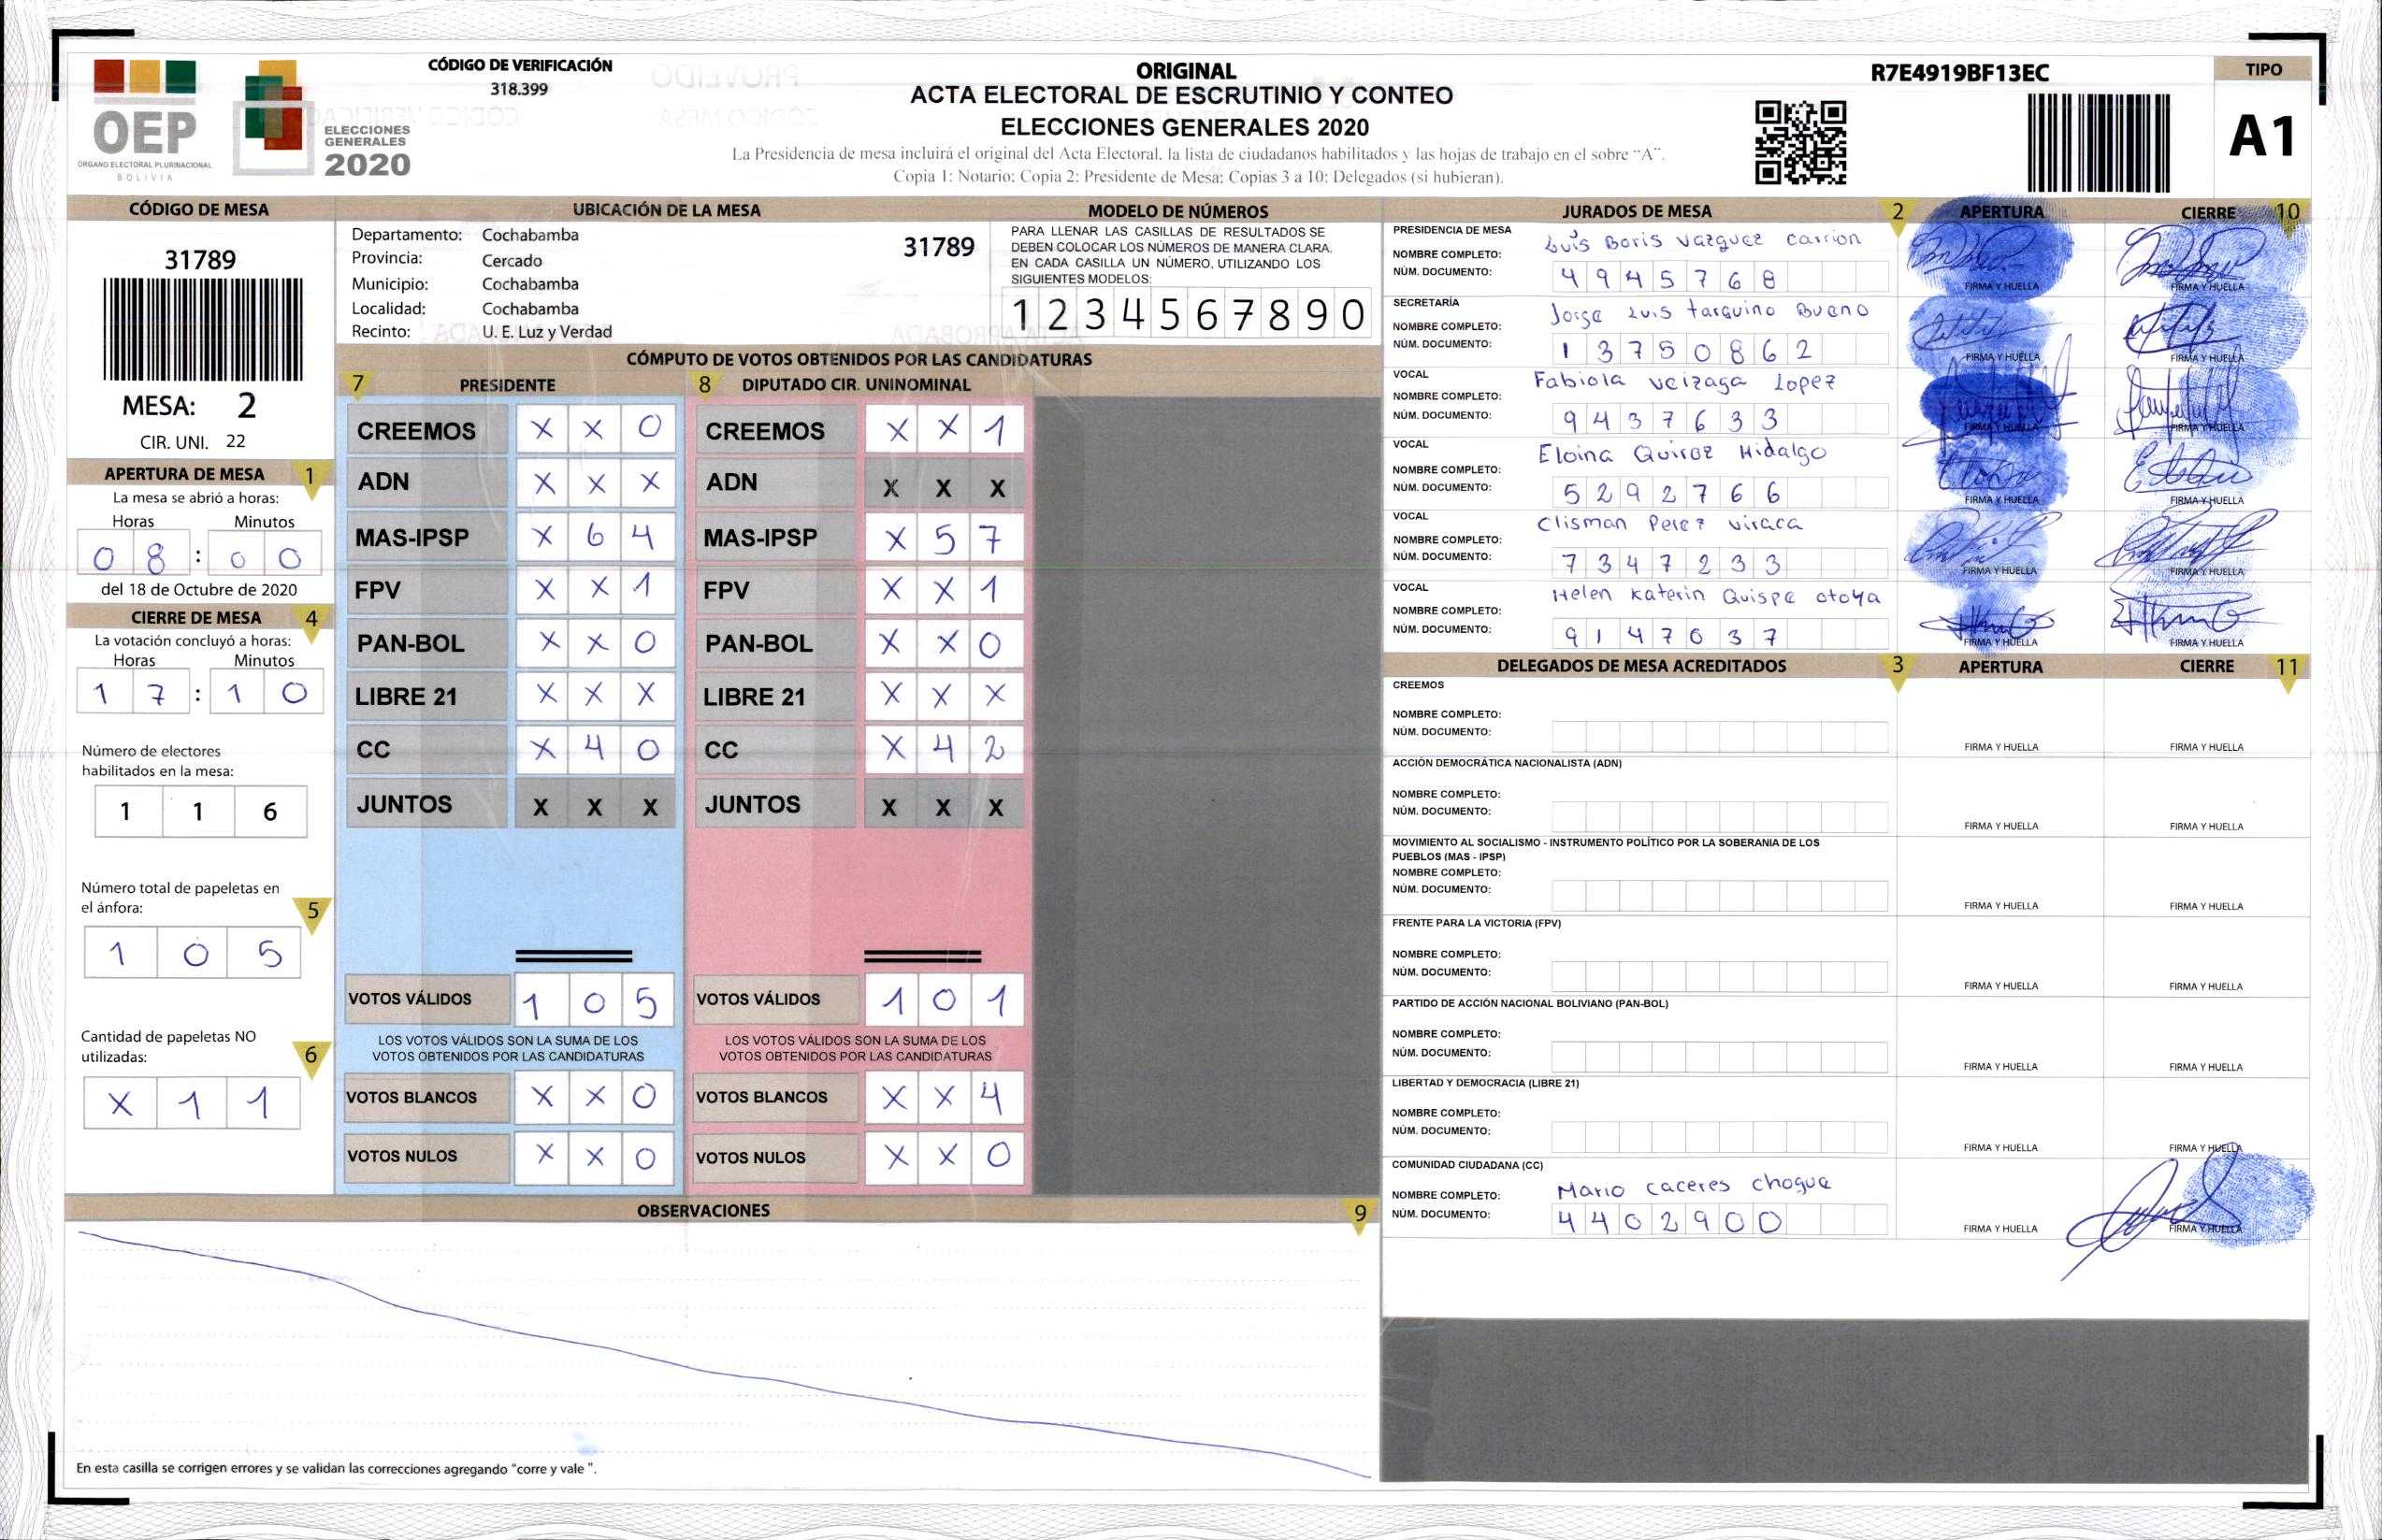 CÓDIGO DE VERIFICACIÓN
318.399
OEP
ÓRGANO ELECTORAL PLURINACIONAL
BOLIVIA
ELECCIONES
GENERALES
2020
ORIGINAL
ACTA ELECTORAL DE ESCRUTINIO Y CONTEO
ELECCIONES GENERALES 2020
La Presidencia de mesa incluirá el original del Acta Electoral, la lista de ciudadanos habilitados y las hojas de trabajo en el sobre "A".
Copia 1: Notario; Copia 2: Presidente de Mesa; Copias 3 a 10: Delegados (si hubieran).
R7E4919BF13EC
TIPO
A1
CÓDIGO DE MESA
31789
MESA: 2
CIR. UNI. 22
APERTURA DE MESA 1
La mesa se abrió a horas:
Horas Minutos
08 : 00
del 18 de Octubre de 2020
CIERRE DE MESA 4
La votación concluyó a horas:
Horas Minutos
17 : 10
Número de electores
habilitados en la mesa:
1 1 6
Número total de papeletas en
el ánfora: 5
1 0 5
Cantidad de papeletas NO
utilizadas: 6
X 1 1
UBICACIÓN DE LA MESA
Departamento: Cochabamba
31789
Provincia: Cercado
Municipio: Cochabamba
Localidad: Cochabamba
Recinto: U. E. Luz y Verdad
MODELO DE NÚMEROS
PARA LLENAR LAS CASILLAS DE RESULTADOS SE
DEBEN COLOCAR LOS NÚMEROS DE MANERA CLARA.
EN CADA CASILLA UN NÚMERO, UTILIZANDO LOS
SIGUIENTES MODELOS:
1 2 3 4 5 6 7 8 9 0
CÓMPUTO DE VOTOS OBTENIDOS POR LAS CANDIDATURAS
7 PRESIDENTE
CREEMOS X X 0
ADN X X X
MAS-IPSP X 6 4
FPV X X 1
PAN-BOL X X 0
LIBRE 21 X X X
CC X 4 0
JUNTOS X X X
VOTOS VÁLIDOS 1 0 5
LOS VOTOS VÁLIDOS SON LA SUMA DE LOS
VOTOS OBTENIDOS POR LAS CANDIDATURAS
VOTOS BLANCOS X X 0
VOTOS NULOS X X 0
8 DIPUTADO CIR. UNINOMINAL
CREEMOS X X 1
ADN X X X
MAS-IPSP X 5 7
FPV X X 1
PAN-BOL X X 0
LIBRE 21 X X X
CC X 4 2
JUNTOS X X X
VOTOS VÁLIDOS 1 0 1
LOS VOTOS VÁLIDOS SON LA SUMA DE LOS
VOTOS OBTENIDOS POR LAS CANDIDATURAS
VOTOS BLANCOS X X 4
VOTOS NULOS X X 0
OBSERVACIONES 9
En esta casilla se corrigen errores y se validan las correcciones agregando "corre y vale ".
JURADOS DE MESA 2 APERTURA CIERRE 10
PRESIDENCIA DE MESA
NOMBRE COMPLETO: Luis Boris Vazquez Carrion
NÚM. DOCUMENTO: 4945768
FIRMA Y HUELLA FIRMA Y HUELLA
SECRETARÍA
NOMBRE COMPLETO: Jorge Luis tarquino Bueno
NÚM. DOCUMENTO: 13750862
FIRMA Y HUELLA FIRMA Y HUELLA
VOCAL
NOMBRE COMPLETO: Fabiola Veizaga Lopez
NÚM. DOCUMENTO: 9437633
FIRMA Y HUELLA FIRMA Y HUELLA
VOCAL
NOMBRE COMPLETO: Eloina Quiroz Hidalgo
NÚM. DOCUMENTO: 5292766
FIRMA Y HUELLA FIRMA Y HUELLA
VOCAL
NOMBRE COMPLETO: Clisman Perez viraca
NÚM. DOCUMENTO: 7347233
FIRMA Y HUELLA FIRMA Y HUELLA
VOCAL
NOMBRE COMPLETO: Helen Katerin Quispe otoya
NÚM. DOCUMENTO: 9147037
FIRMA Y HUELLA FIRMA Y HUELLA
DELEGADOS DE MESA ACREDITADOS 3 APERTURA CIERRE 11
CREEMOS
NOMBRE COMPLETO:
NÚM. DOCUMENTO:
FIRMA Y HUELLA FIRMA Y HUELLA
ACCIÓN DEMOCRÁTICA NACIONALISTA (ADN)
NOMBRE COMPLETO:
NÚM. DOCUMENTO:
FIRMA Y HUELLA FIRMA Y HUELLA
MOVIMIENTO AL SOCIALISMO - INSTRUMENTO POLÍTICO POR LA SOBERANIA DE LOS
PUEBLOS (MAS - IPSP)
NOMBRE COMPLETO:
NÚM. DOCUMENTO:
FIRMA Y HUELLA FIRMA Y HUELLA
FRENTE PARA LA VICTORIA (FPV)
NOMBRE COMPLETO:
NÚM. DOCUMENTO:
FIRMA Y HUELLA FIRMA Y HUELLA
PARTIDO DE ACCIÓN NACIONAL BOLIVIANO (PAN-BOL)
NOMBRE COMPLETO:
NÚM. DOCUMENTO:
FIRMA Y HUELLA FIRMA Y HUELLA
LIBERTAD Y DEMOCRACIA (LIBRE 21)
NOMBRE COMPLETO:
NÚM. DOCUMENTO:
FIRMA Y HUELLA FIRMA Y HUELLA
COMUNIDAD CIUDADANA (CC)
NOMBRE COMPLETO: Mario caceres choque
NÚM. DOCUMENTO: 4402900
FIRMA Y HUELLA FIRMA Y HUELLA